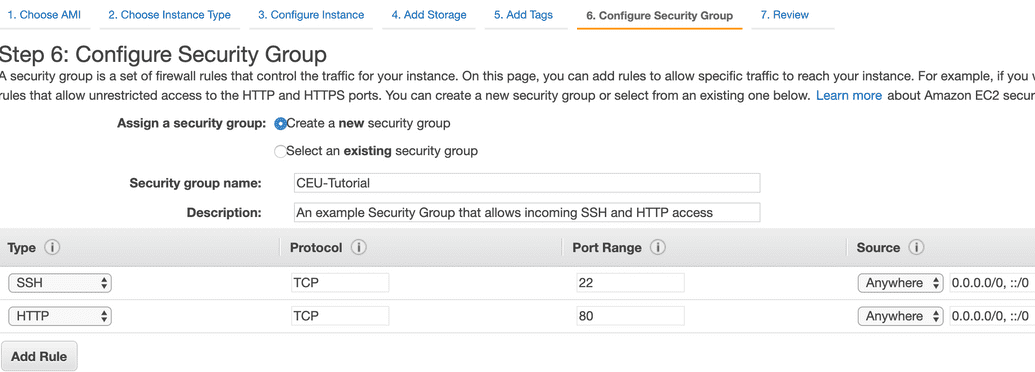 1. Choose AMI 2. Choose Instance Type 3. Configure Instance 4. Add Storage 5. Add Tags 6. Configure Security Group 7. Review
Step 6: Configure Security Group
A security group is a set of firewall rules that control the traffic for your instance. On this page, you can add rules to allow specific traffic to reach your instance. For example, if you
rules that allow unrestricted access to the HTTP and HTTPS ports. You can create a new security group or select from an existing one below. Learn more about Amazon EC2
Assign a security group: Create a new security group
Select an existing security group
Security group name: CEU-Tutorial
Description: An example Security Group that allows incoming SSH and HTTP access
Type i Protocol i Port Range i Source i
SSH TCP 22 Anywhere 0.0.0.0/0, ::/0
HTTP TCP 80 Anywhere 0.0.0.0/0, ::/0
Add Rule